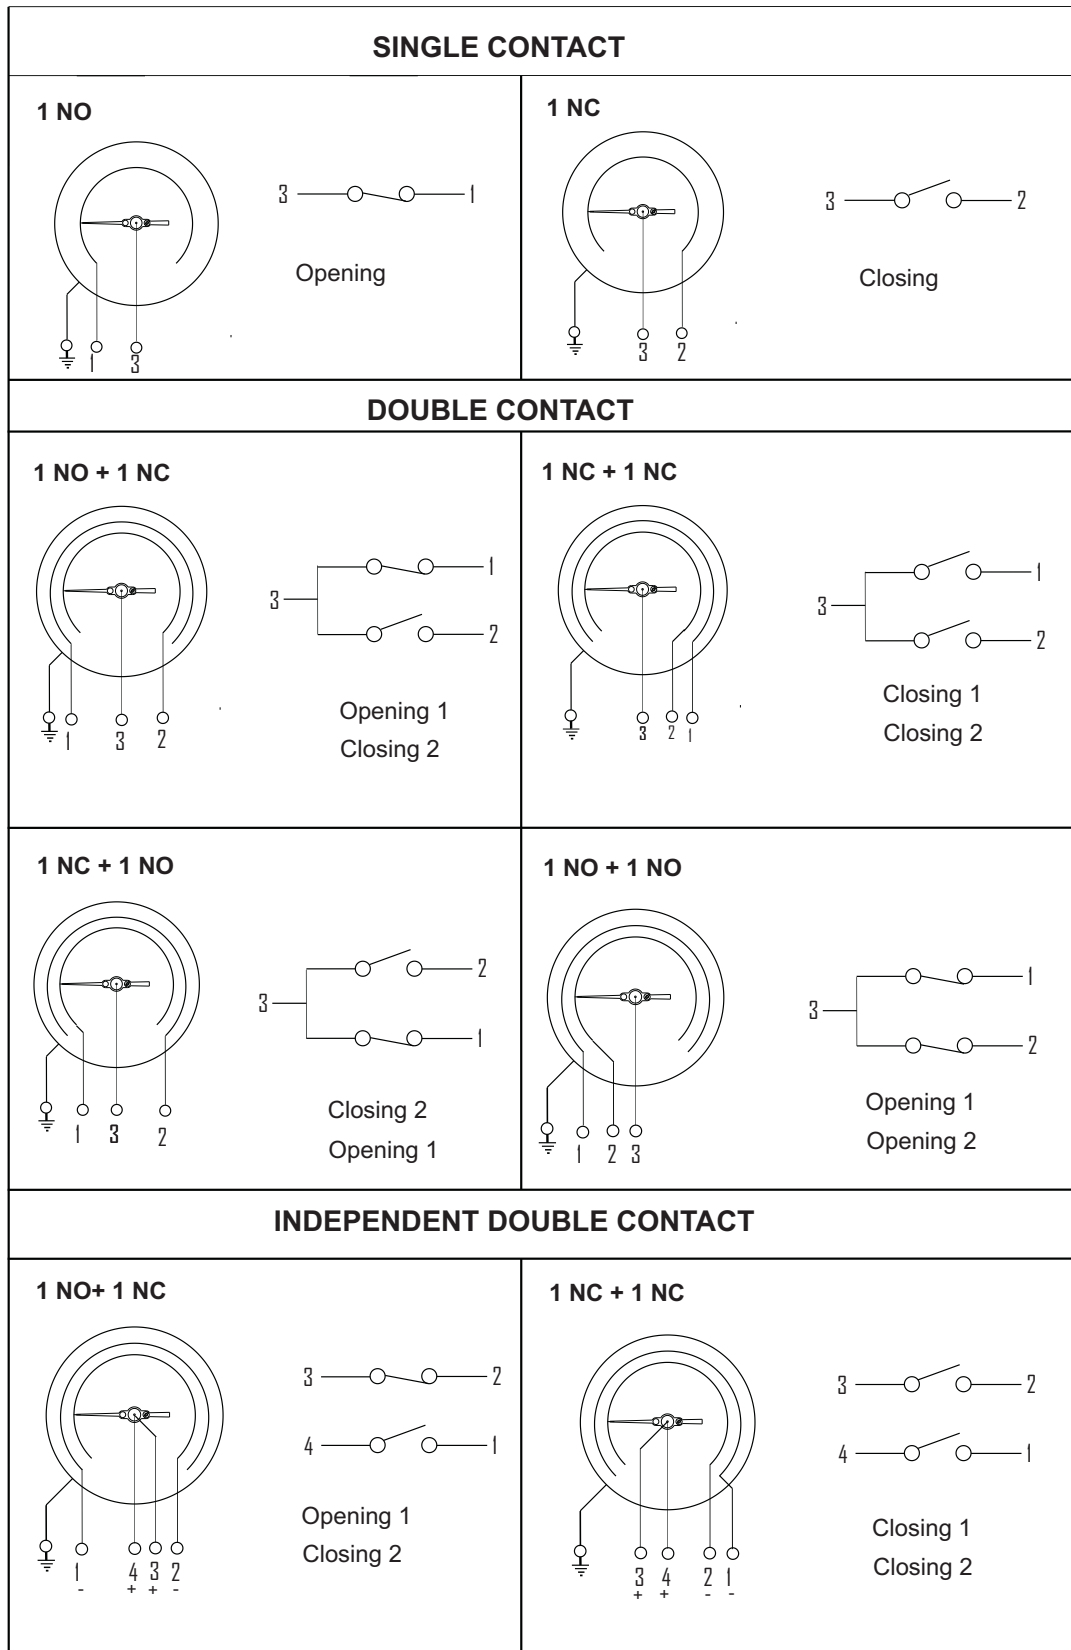 SINGLE CONTACT
1 NO
3 1
Opening
1 3
1 NC
3 2
Closing
3 2
DOUBLE CONTACT
1 NO + 1 NC
1
3
2
Opening 1
Closing 2
1 3 2
1 NC + 1 NC
1
3
2
Closing 1
Closing 2
3 2 1
1 NC + 1 NO
2
3
1
Closing 2
Opening 1
1 3 2
1 NO + 1 NO
1
3
2
Opening 1
Opening 2
1 2 3
INDEPENDENT DOUBLE CONTACT
1 NO+ 1 NC
3 2
4 1
Opening 1
Closing 2
1 4 3 2
- + + -
1 NC + 1 NC
3 2
4 1
Closing 1
Closing 2
3 4 2 1
+ + - -